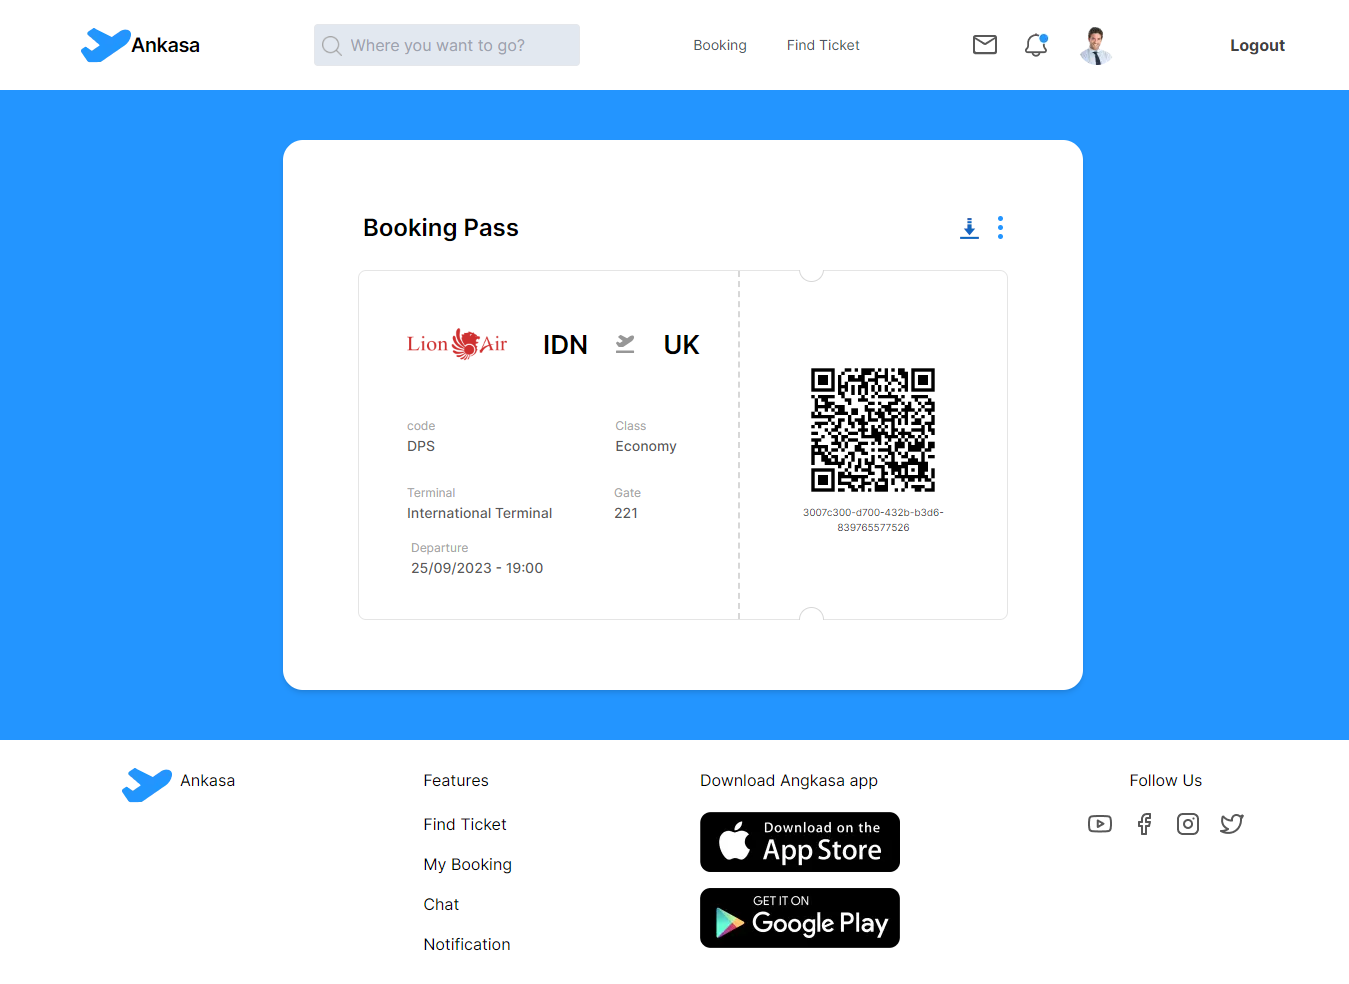 Ankasa
Where you want to go?
Booking
Find Ticket
Logout
Booking Pass
Lion Air
IDN
UK
code
DPS
Class
Economy
Terminal
International Terminal
Gate
221
Departure
25/09/2023 - 19:00
3007c300-d700-432b-b3d6-
839765577526
Ankasa
Features
Find Ticket
My Booking
Chat
Notification
Download Angkasa app
Download on the
App Store
GET IT ON
Google Play
Follow Us